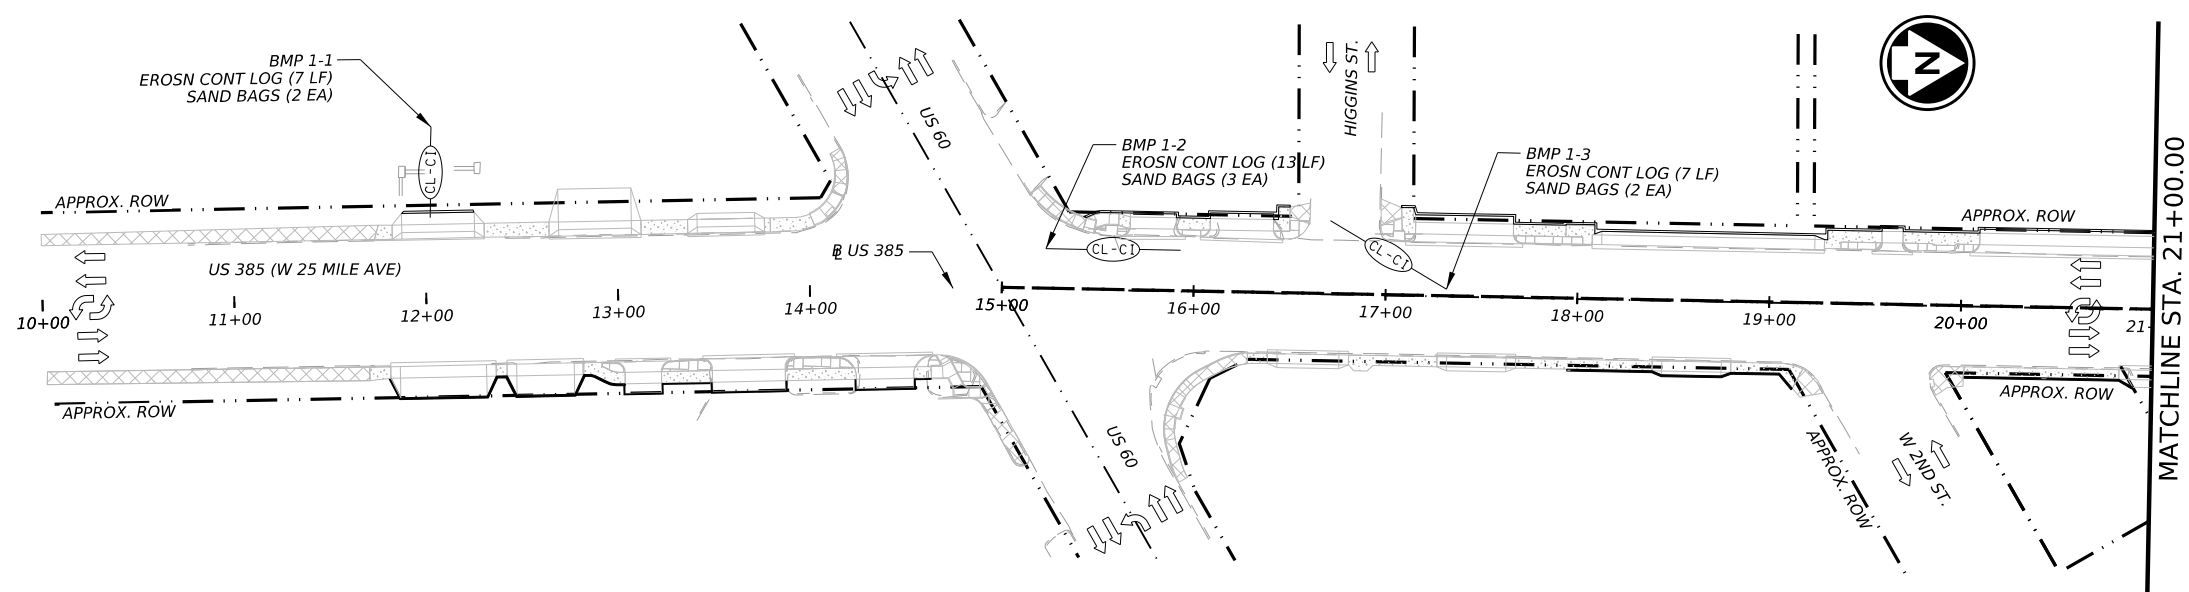 BMP 1-1
EROSN CONT LOG (7 LF)
SAND BAGS (2 EA)
CL-CI
APPROX. ROW
US 385 (W 25 MILE AVE)
US 60
BMP 1-2
EROSN CONT LOG (13 LF)
SAND BAGS (3 EA)
CL-CI
HIGGINS ST.
BMP 1-3
EROSN CONT LOG (7 LF)
SAND BAGS (2 EA)
CL-CI
N
APPROX. ROW
MATCHLINE STA. 21+00.00
US 385
10+00
11+00
12+00
13+00
14+00
15+00
16+00
17+00
18+00
19+00
20+00
21-
APPROX. ROW
US 60
APPROX. ROW
W 2ND ST.
APPROX. ROW